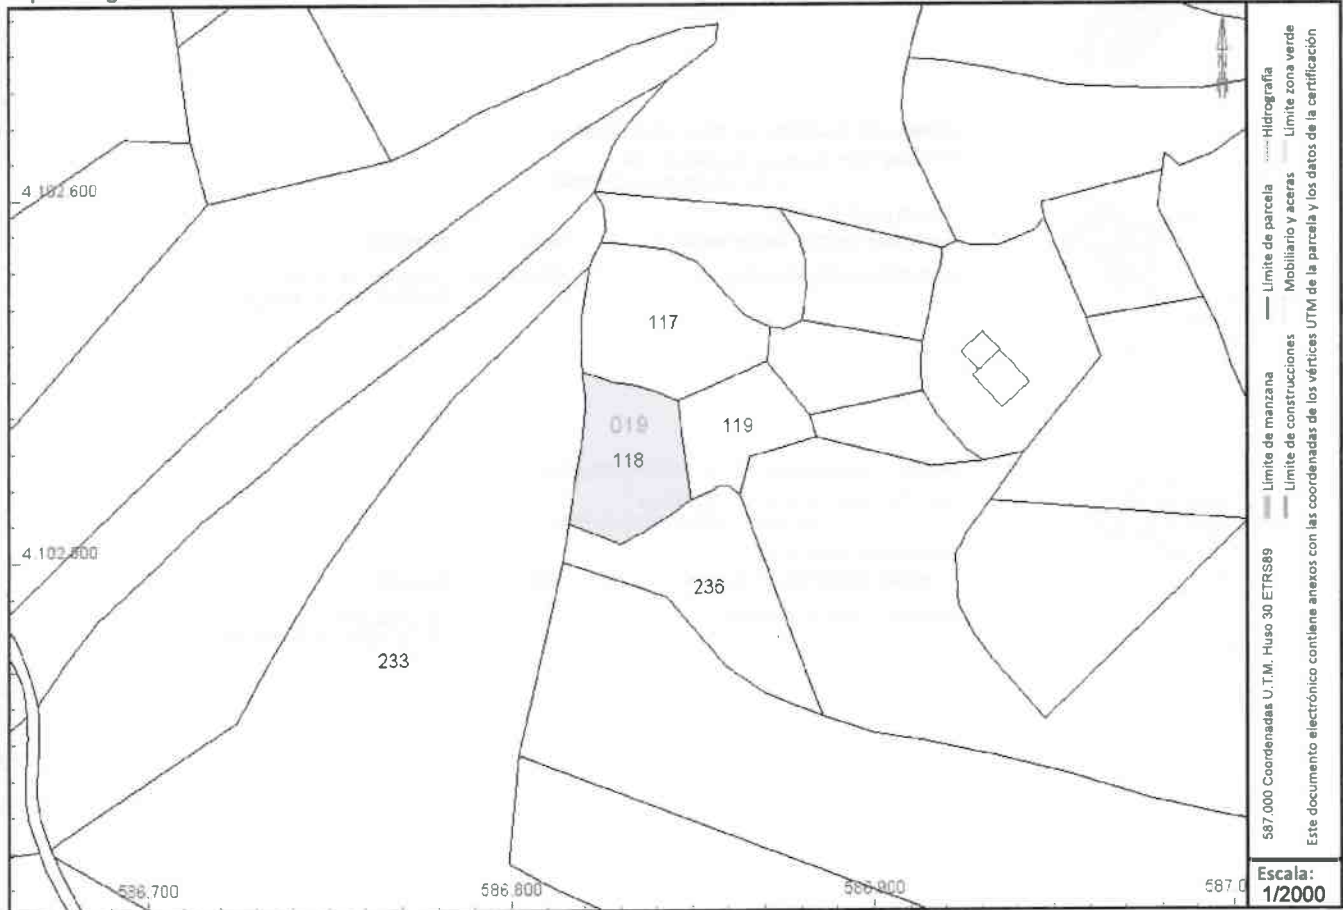 4.102.600
117
019
118
119
4.102.500
236
233
586.700
586.800
586.900
587.0
N
Límite de manzana
Límite de parcela
Hidrografía
Límite de construcciones
Mobiliario y aceras
Límite zona verde
587.000 Coordenadas U.T.M. Huso 30 ETRS89
Este documento electrónico contiene anexos con las coordenadas de los vértices UTM de la parcela y los datos de la certificación
Escala:
1/2000